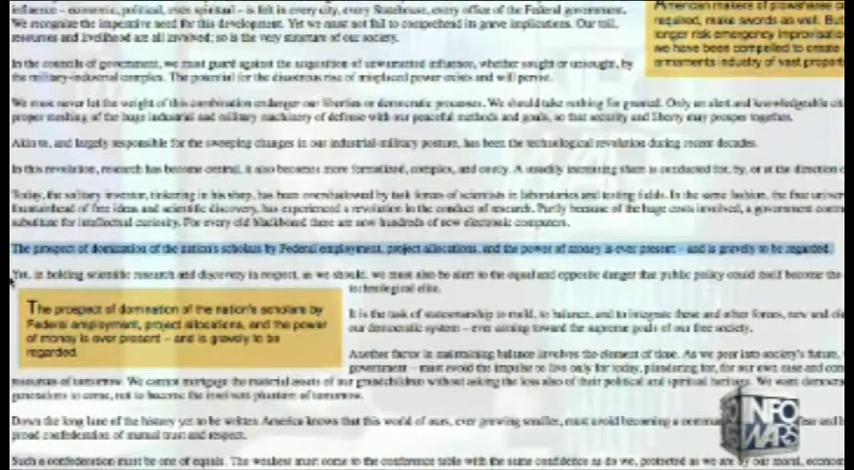 influence – economic, political, even spiritual – is felt in every city, every Statehouse, every office of the Federal government.
We recognize the imperative need for this development. Yet we must not fail to comprehend its grave implications. Our toil,
resources and livelihood are all involved; so is the very structure of our society.
American makers of plowshares
required, make swords as well. But
longer risk emergency improvisatio
we have been compelled to create
armaments industry of vast proport
In the councils of government, we must guard against the acquisition of unwarranted influence, whether sought or unsought, by
the military-industrial complex. The potential for the disastrous rise of misplaced power exists and will persist.
We must never let the weight of this combination endanger our liberties or democratic processes. We should take nothing for granted. Only an alert and knowledgeable cit
proper meshing of the huge industrial and military machinery of defense with our peaceful methods and goals, so that security and liberty may prosper together.
Akin to, and largely responsible for the sweeping changes in our industrial-military posture, has been the technological revolution during recent decades.
In this revolution, research has become central, it also becomes more formalized, complex, and costly. A steadily increasing share is conducted for, by, or at the direction
Today, the solitary inventor, tinkering in his shop, has been overshadowed by task forces of scientists in laboratories and testing fields. In the same fashion, the free univer
fountainhead of free ideas and scientific discovery, has experienced a revolution in the conduct of research. Partly because of the huge costs involved, a government contr
substitute for intellectual curiosity. For every old blackboard there are now hundreds of new electronic computers.
The prospect of domination of the nation's scholars by Federal employment, project allocations, and the power of money is ever present – and is gravely to be regarded.
Yet, in holding scientific research and discovery in respect, as we should, we must also be alert to the equal and opposite danger that public policy could itself become the
technological elite.
The prospect of domination of the nation's scholars by
Federal employment, project allocations, and the power
of money is ever present – and is gravely to be
regarded.
It is the task of statesmanship to mold, to balance, and to integrate these and other forces, new and old
our democratic system – ever aiming toward the supreme goals of our free society.
Another factor in maintaining balance involves the element of time. As we peer into society's future,
government – must avoid the impulse to live only for today, plundering for, for our own ease and con
resources of tomorrow. We cannot mortgage the material assets of our grandchildren without asking the loss also of their political and spiritual heritage. We want democra
generations to come, not to become the insolvent phantom of tomorrow.
Down the long lane of the history yet to be written America knows that this world of ours, ever growing smaller, must avoid becoming a commu fear and
proud confederation of mutual trust and respect.
Such a confederation must be one of equals. The weakest must come to the conference table with the same confidence as do we, protected as we are by our moral, econom
INFO
WARS